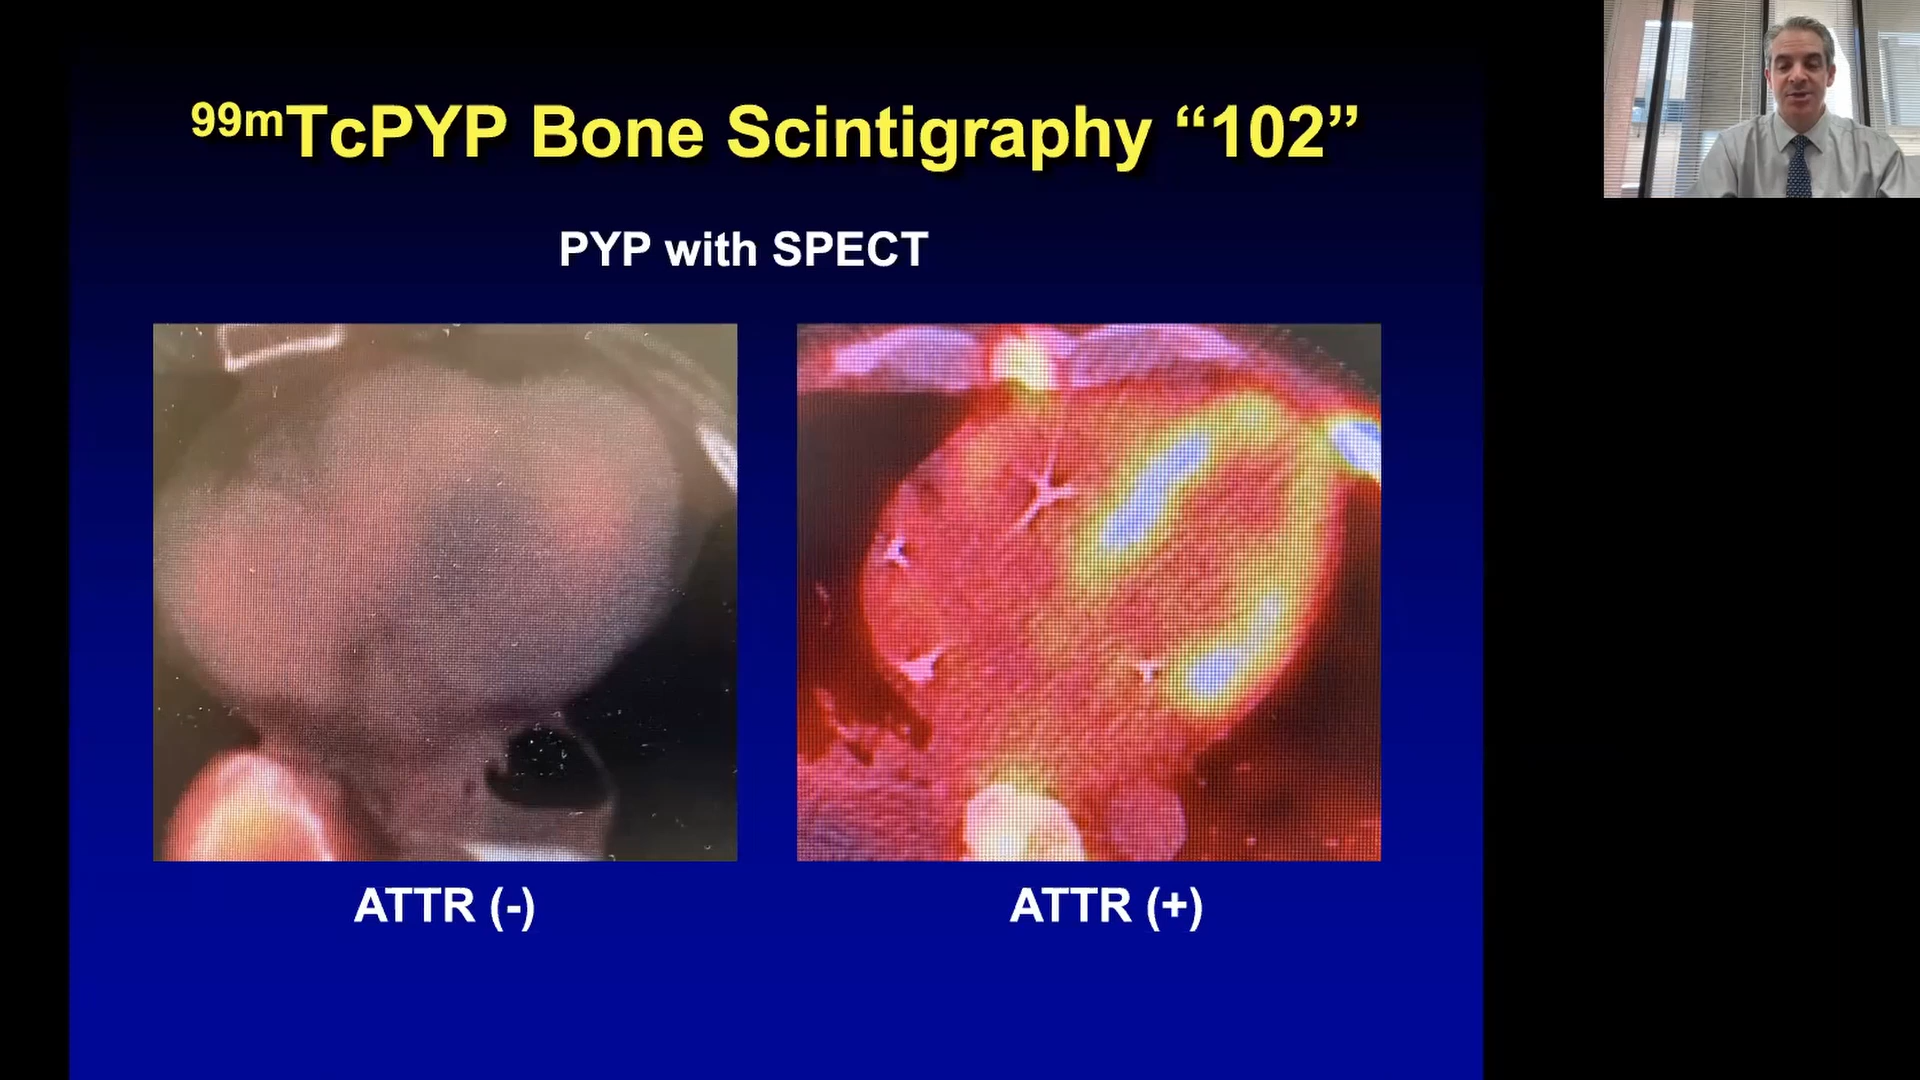 99mTcPYP Bone Scintigraphy “102”
PYP with SPECT
ATTR (-)
ATTR (+)